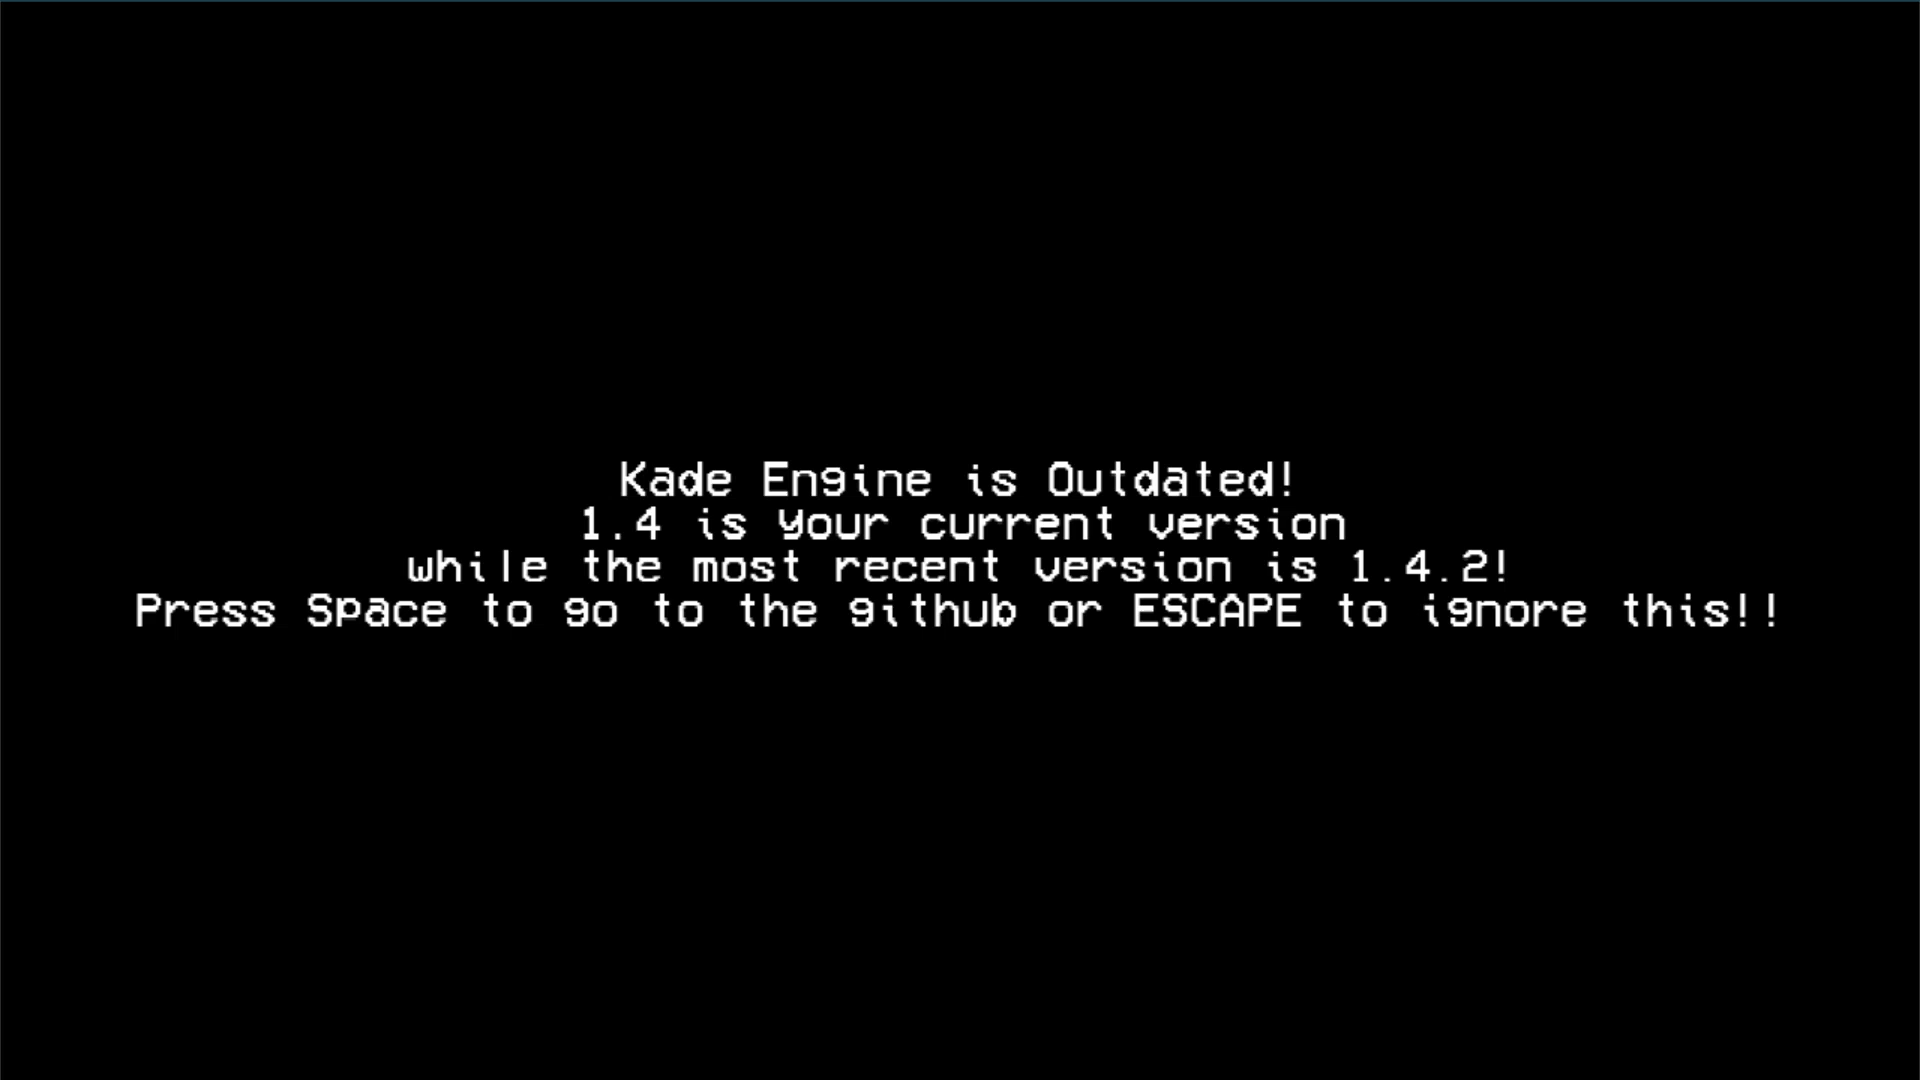 Kade Engine is Outdated!
1.4 is your current version
while the most recent version is 1.4.2!
Press Space to go to the github or ESCAPE to ignore this!!